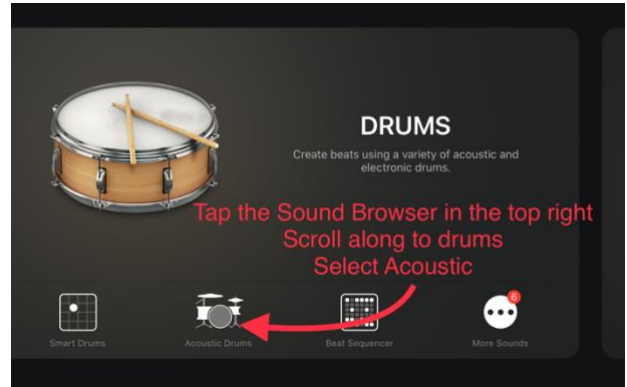 DRUMS
Create beats using a variety of acoustic and
electronic drums.
Tap the Sound Browser in the top right
Scroll along to drums
Select Acoustic
6
Smart Drums
Acoustic Drums
Beat Sequencer
More Sounds